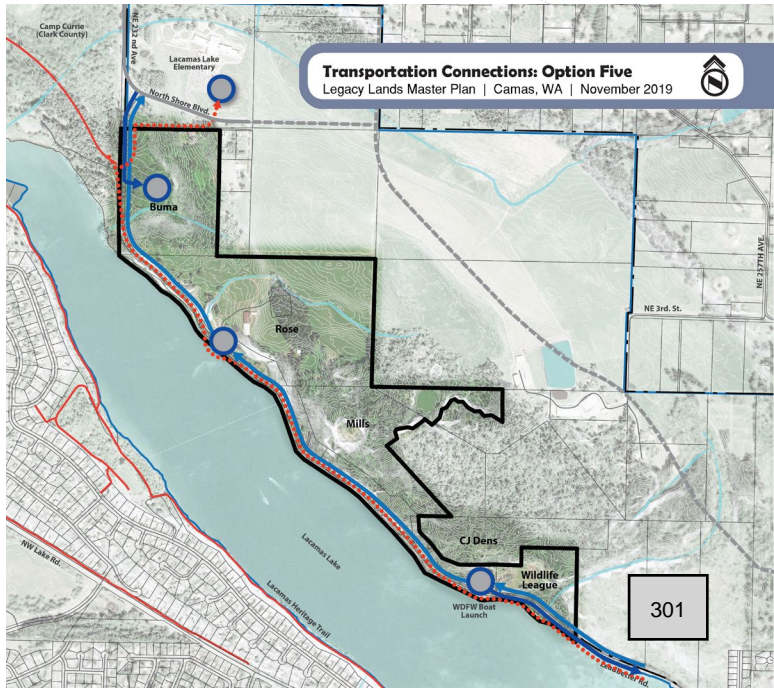 Camp Currie
(Clark County)
NE 232 nd Ave
Lacamas Lake
Elementary
North Shore Blvd.
Transportation Connections: Option Five
Legacy Lands Master Plan | Camas, WA | November 2019
N
Buma
NE 257TH AVE.
NE 3rd. St.
Rose
Mills
CJ Dens
Wildlife
League
WDFW Boat
Launch
Lacamas Lake
NW Lake Rd.
Lacamas Heritage Trail
301
Leadbetter Rd.